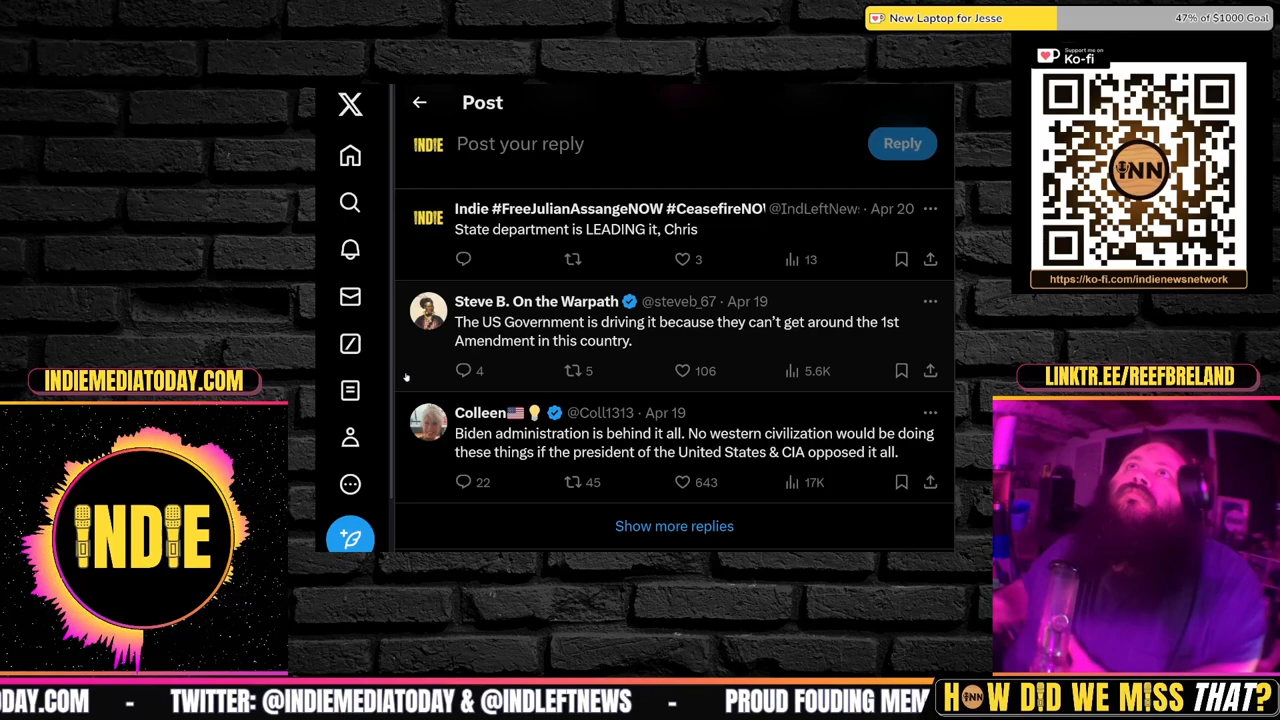 New Laptop for Jesse
47% of $1000 Goal
Support me on
Ko-fi
INN
https://ko-fi.com/indienewsnetwork
X
Post
INDIE
Post your reply
Reply
INDIE
Indie #FreeJulianAssangeNOW #CeasefireNO @IndLeftNew · Apr 20
State department is LEADING it, Chris
3
13
Steve B. On the Warpath @steveb_67 · Apr 19
The US Government is driving it because they can’t get around the 1st
Amendment in this country.
4
5
106
5.6K
Colleen @Coll1313 · Apr 19
Biden administration is behind it all. No western civilization would be doing
these things if the president of the United States & CIA opposed it all.
22
45
643
17K
Show more replies
INDIEMEDIATODAY.COM
INDIE
LINKTR.EE/REEFBRELAND
ODAY.COM - TWITTER: @INDIEMEDIATODAY & @INDLEFTNEWS - PROUD FOUDING MEM
HOW DID WE MISS THAT?
INN